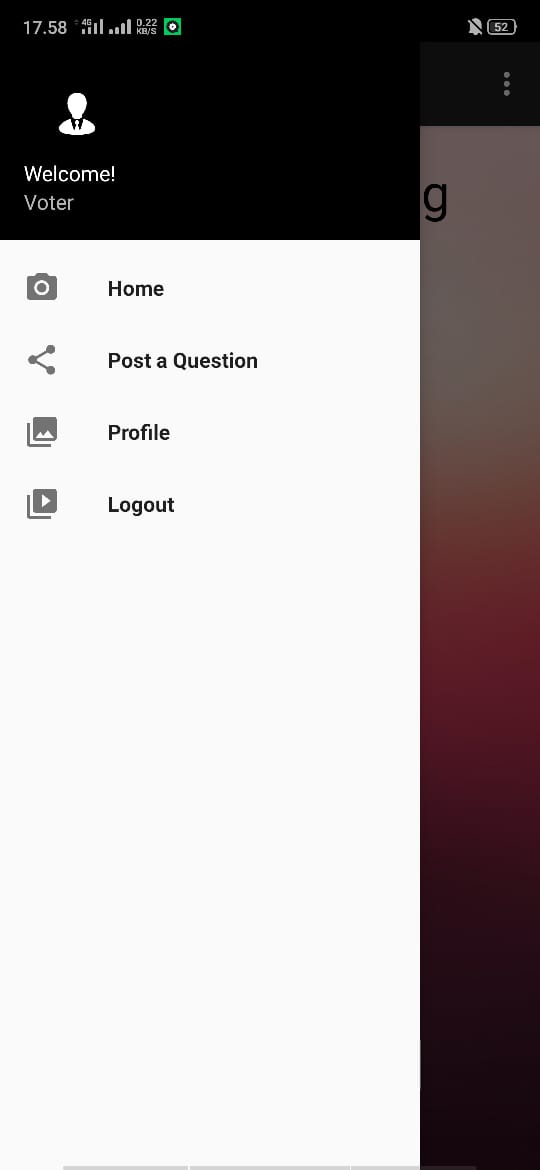 17.58 4G 0.22 KB/S 52
Welcome!
Voter
g
Home
Post a Question
Profile
Logout